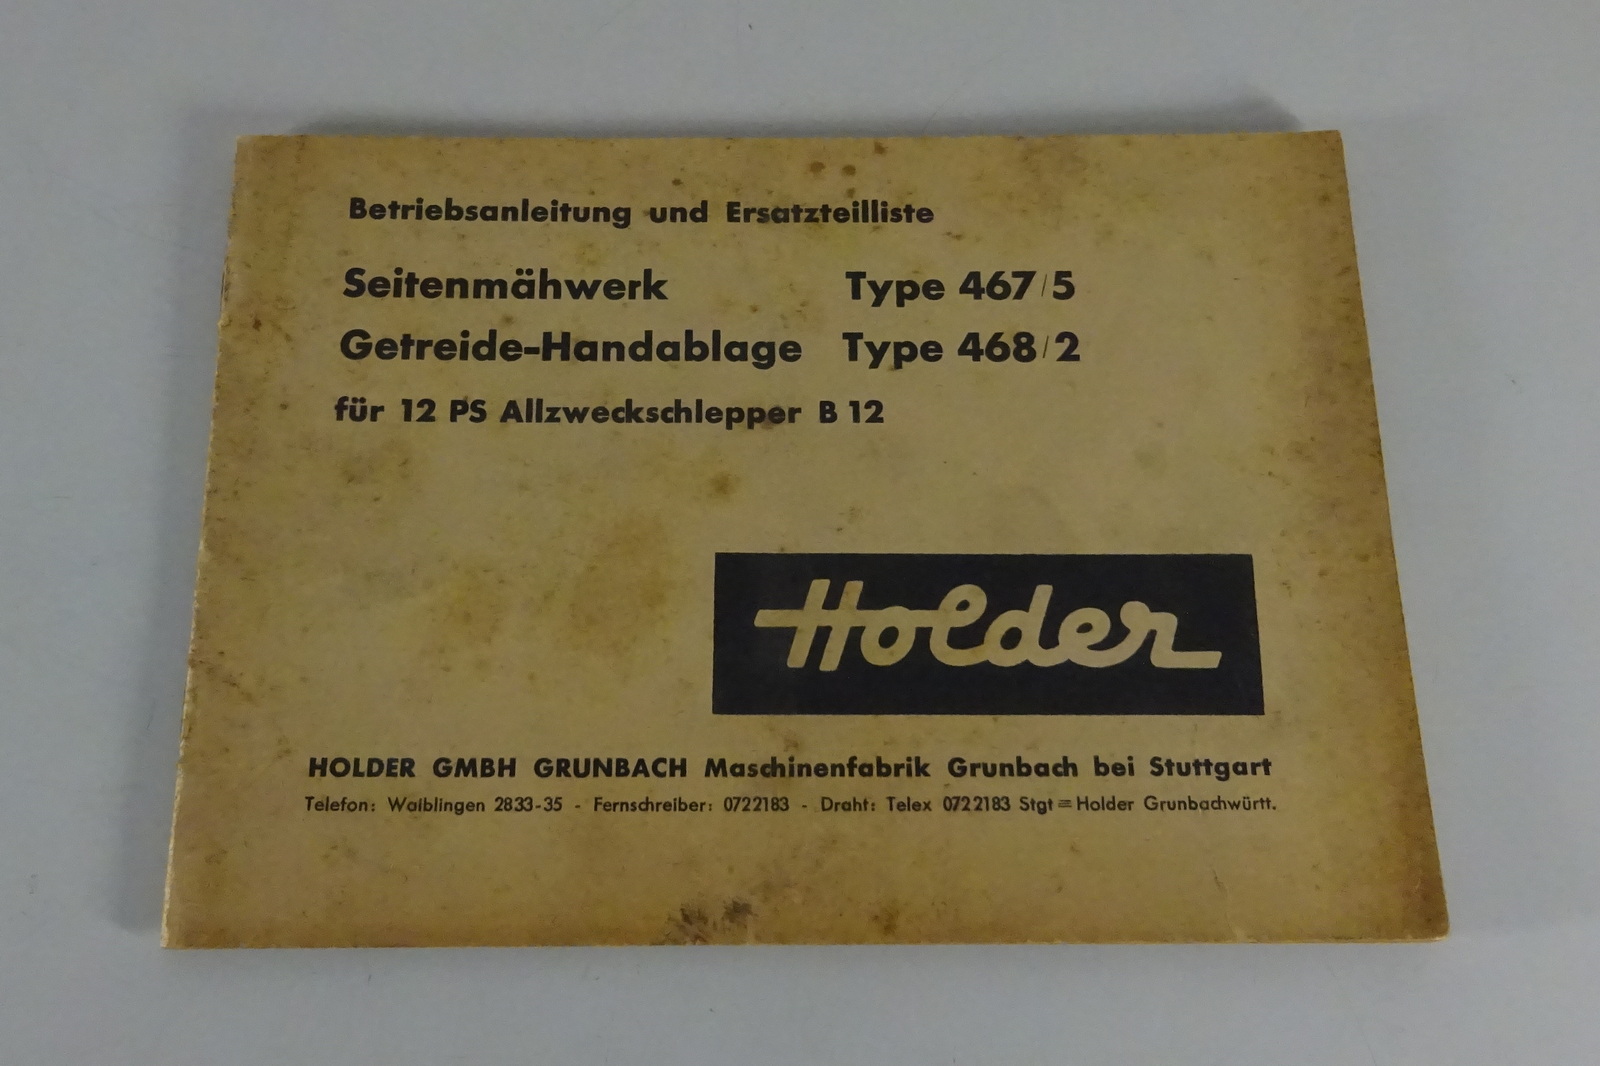 Betriebsanleitung und Ersatzteilliste
Seitenmähwerk Type 467/5
Getreide-Handablage Type 468/2
für 12 PS Allzweckschlepper B 12
Holder
HOLDER GMBH GRUNBACH Maschinenfabrik Grunbach bei Stuttgart
Telefon: Waiblingen 2833-35 - Fernschreiber: 0722183 - Draht: Telex 0722183 Stgt ≡ Holder Grunbachwürtt.